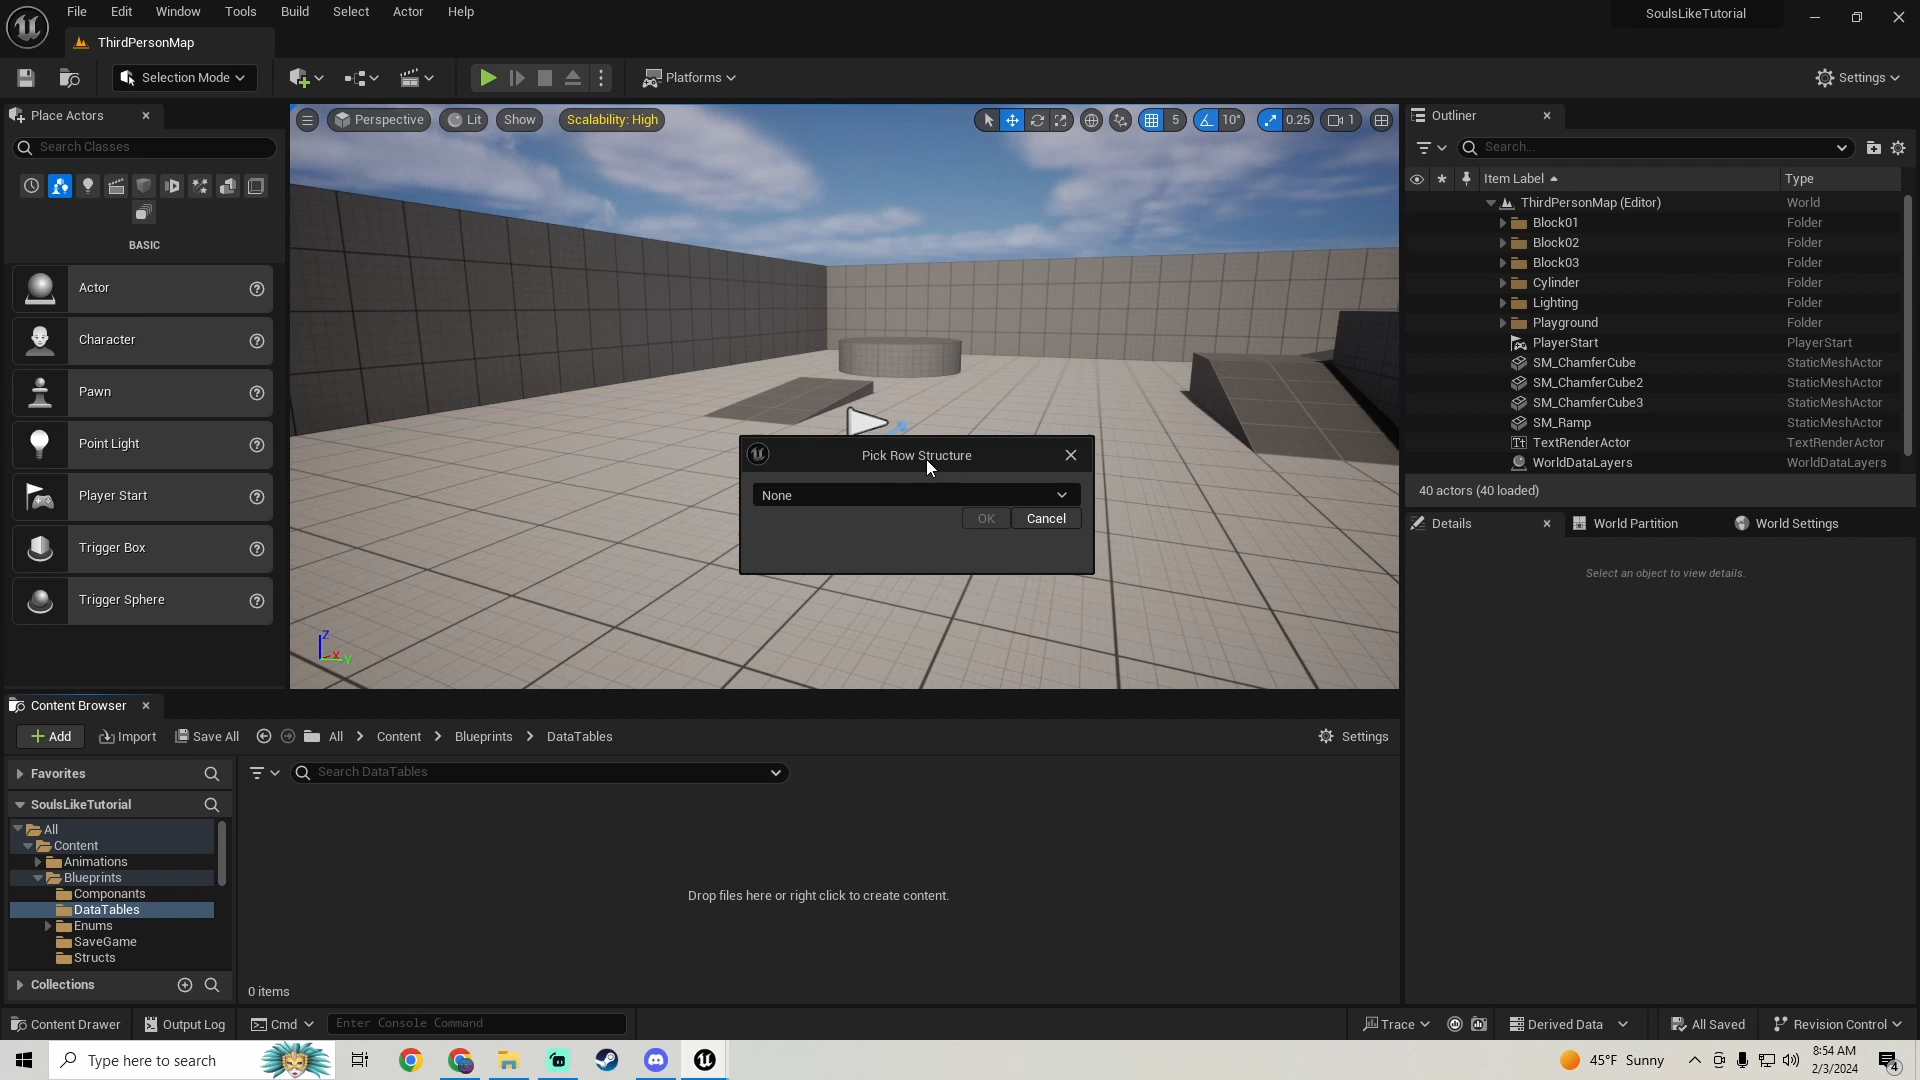 File Edit Window Tools Build Select Actor Help
SoulsLikeTutorial
ThirdPersonMap
Selection Mode
Platforms
Settings
Place Actors
Search Classes
BASIC
Actor
Character
Pawn
Point Light
Player Start
Trigger Box
Trigger Sphere
Perspective Lit Show Scalability: High
5 10° 0.25 1
Pick Row Structure
None
OK Cancel
Z
X
Y
Outliner
Search...
Item Label Type
ThirdPersonMap (Editor) World
Block01 Folder
Block02 Folder
Block03 Folder
Cylinder Folder
Lighting Folder
Playground Folder
PlayerStart PlayerStart
SM_ChamferCube StaticMeshActor
SM_ChamferCube2 StaticMeshActor
SM_ChamferCube3 StaticMeshActor
SM_Ramp StaticMeshActor
TextRenderActor TextRenderActor
WorldDataLayers WorldDataLayers
40 actors (40 loaded)
Details World Partition World Settings
Select an object to view details.
Content Browser
Add Import Save All All Content Blueprints DataTables Settings
Favorites
SoulsLikeTutorial
All
Content
Animations
Blueprints
Componants
DataTables
Enums
SaveGame
Structs
Collections
Search DataTables
Drop files here or right click to create content.
0 items
Content Drawer Output Log Cmd Enter Console Command Trace Derived Data All Saved Revision Control
Type here to search
45°F Sunny
8:54 AM
2/3/2024
4